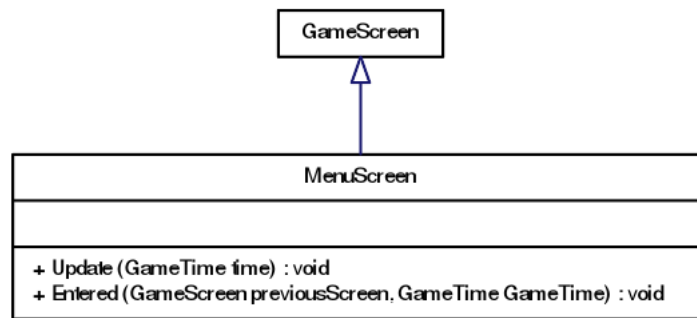 GameScreen
MenuScreen
+ Update (GameTime time) : void
+ Entered (GameScreen previousScreen, GameTime GameTime) : void